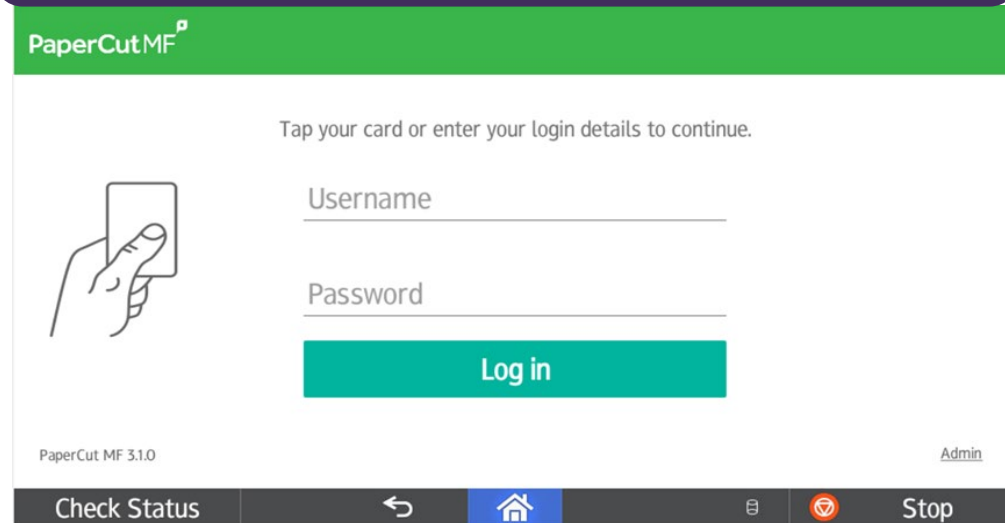 PaperCut MF
Tap your card or enter your login details to continue.
Username
Password
Log in
PaperCut MF 3.1.0
Admin
Check Status
Stop